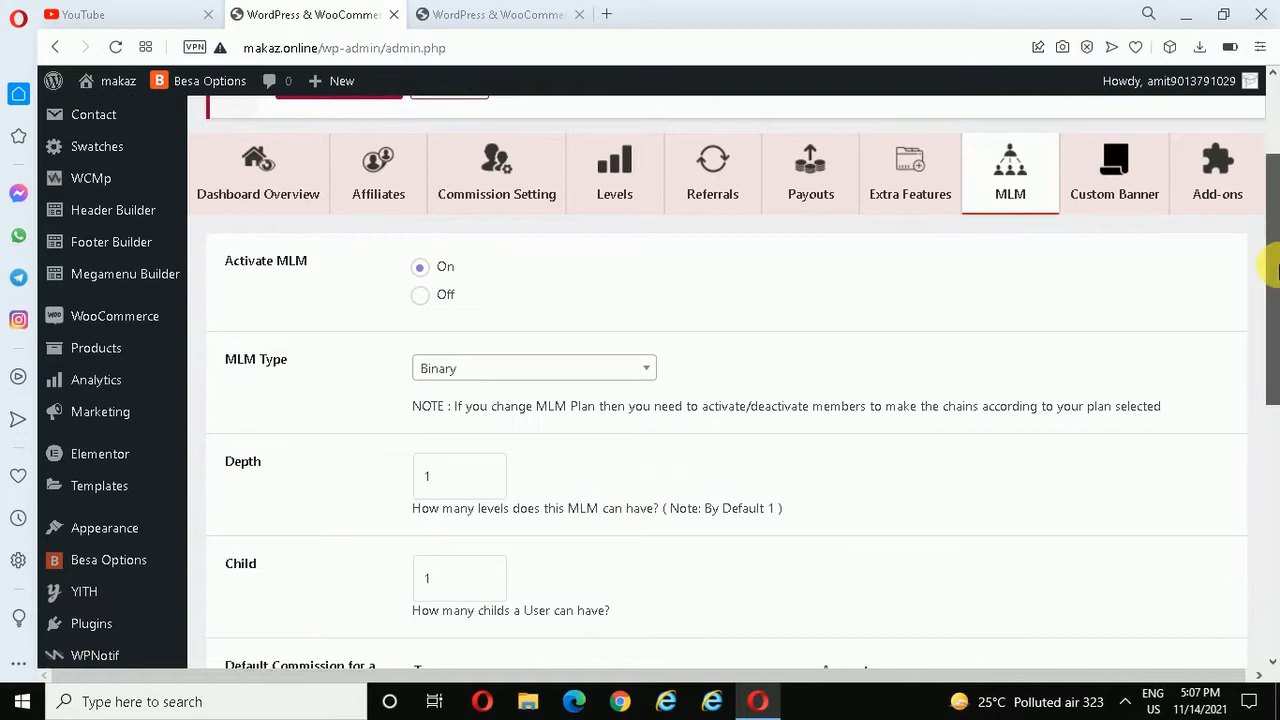 YouTube
WordPress & WooCommer
WordPress & WooCommer
VPN
makaz.online/wp-admin/admin.php
makaz
Besa Options
0
New
Howdy, amit9013791029
Contact
Swatches
WCMp
Header Builder
Footer Builder
Megamenu Builder
WooCommerce
Products
Analytics
Marketing
Elementor
Templates
Appearance
Besa Options
YITH
Plugins
WPNotif
Dashboard Overview
Affiliates
Commission Setting
Levels
Referrals
Payouts
Extra Features
MLM
Custom Banner
Add-ons
Activate MLM
On
Off
MLM Type
Binary
NOTE : If you change MLM Plan then you need to activate/deactivate members to make the chains according to your plan selected
Depth
1
How many levels does this MLM can have? ( Note: By Default 1 )
Child
1
How many childs a User can have?
Default Commission for a
Type here to search
25°C Polluted air 323
ENG
US
5:07 PM
11/14/2021